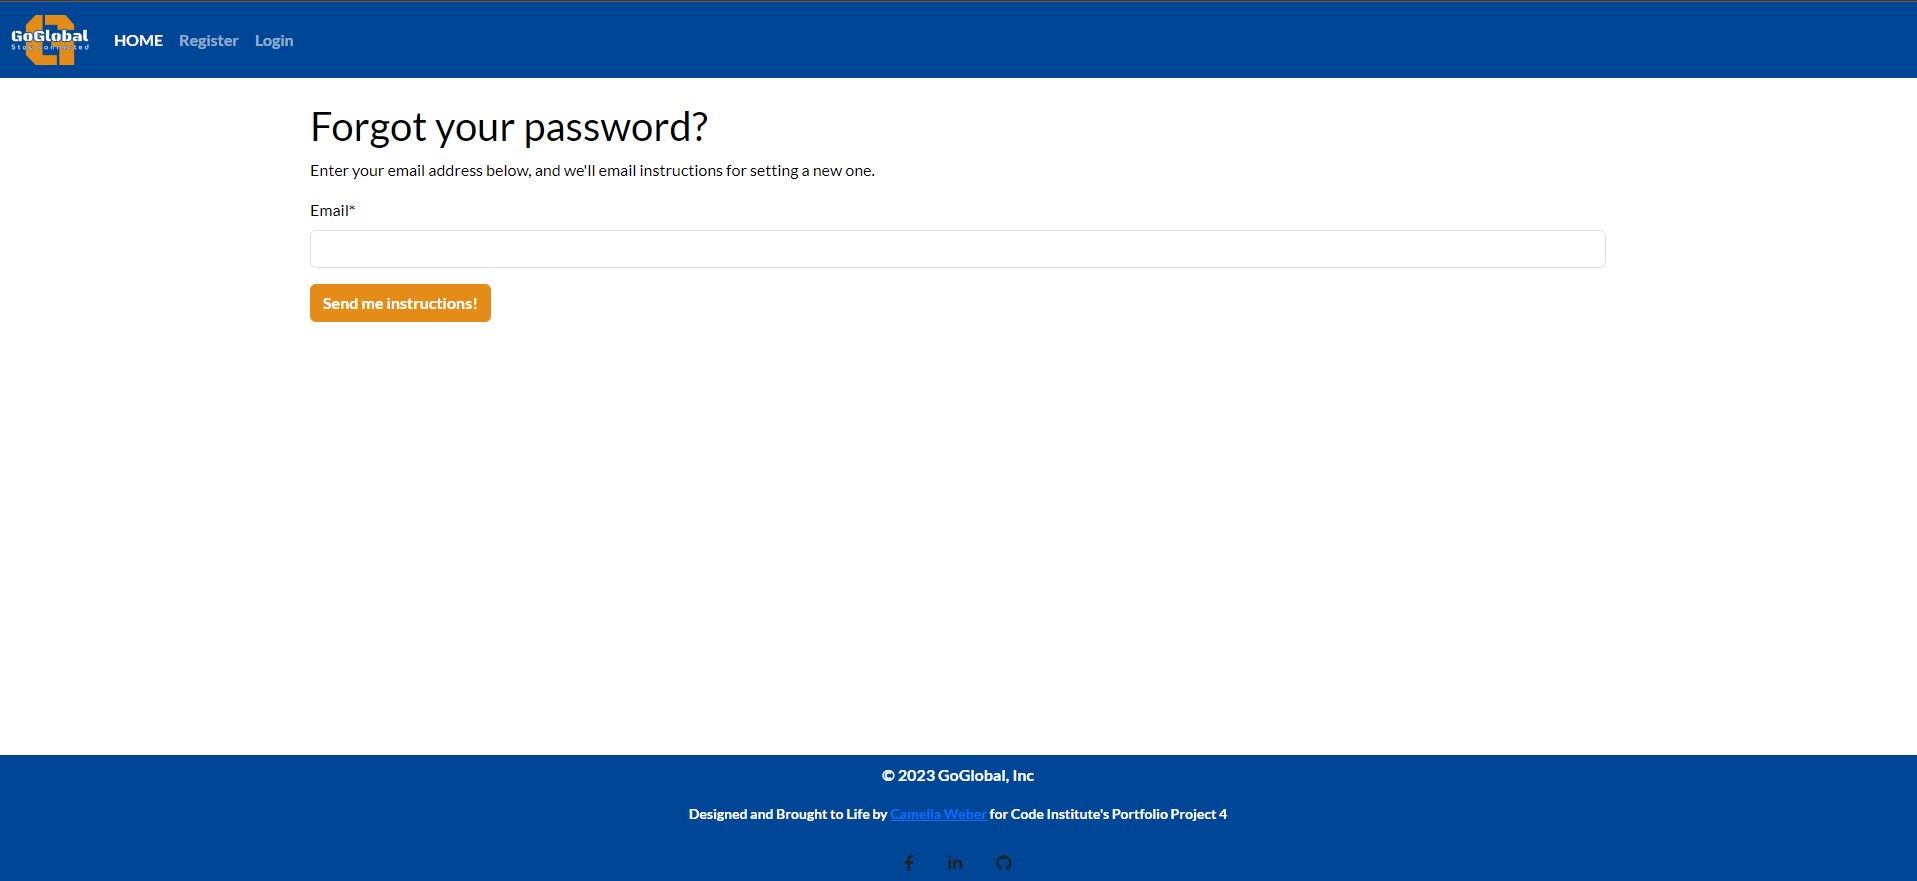 GoGlobal
Stay connected
HOME Register Login
Forgot your password?
Enter your email address below, and we'll email instructions for setting a new one.
Email*
Send me instructions!
© 2023 GoGlobal, Inc
Designed and Brought to Life by Camelia Weber for Code Institute's Portfolio Project 4